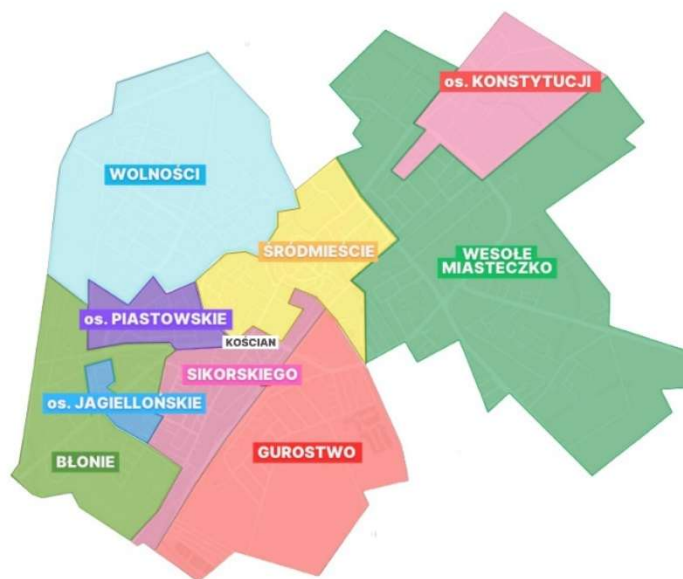 os. KONSTYTUCJI
WOLNOŚCI
ŚRÓDMIEŚCIE
WESOŁE
MIASTECZKO
os. PIASTOWSKIE
KOŚCIAN
SIKORSKIEGO
os. JAGIELLOŃSKIE
GUROSTWO
BŁONIE